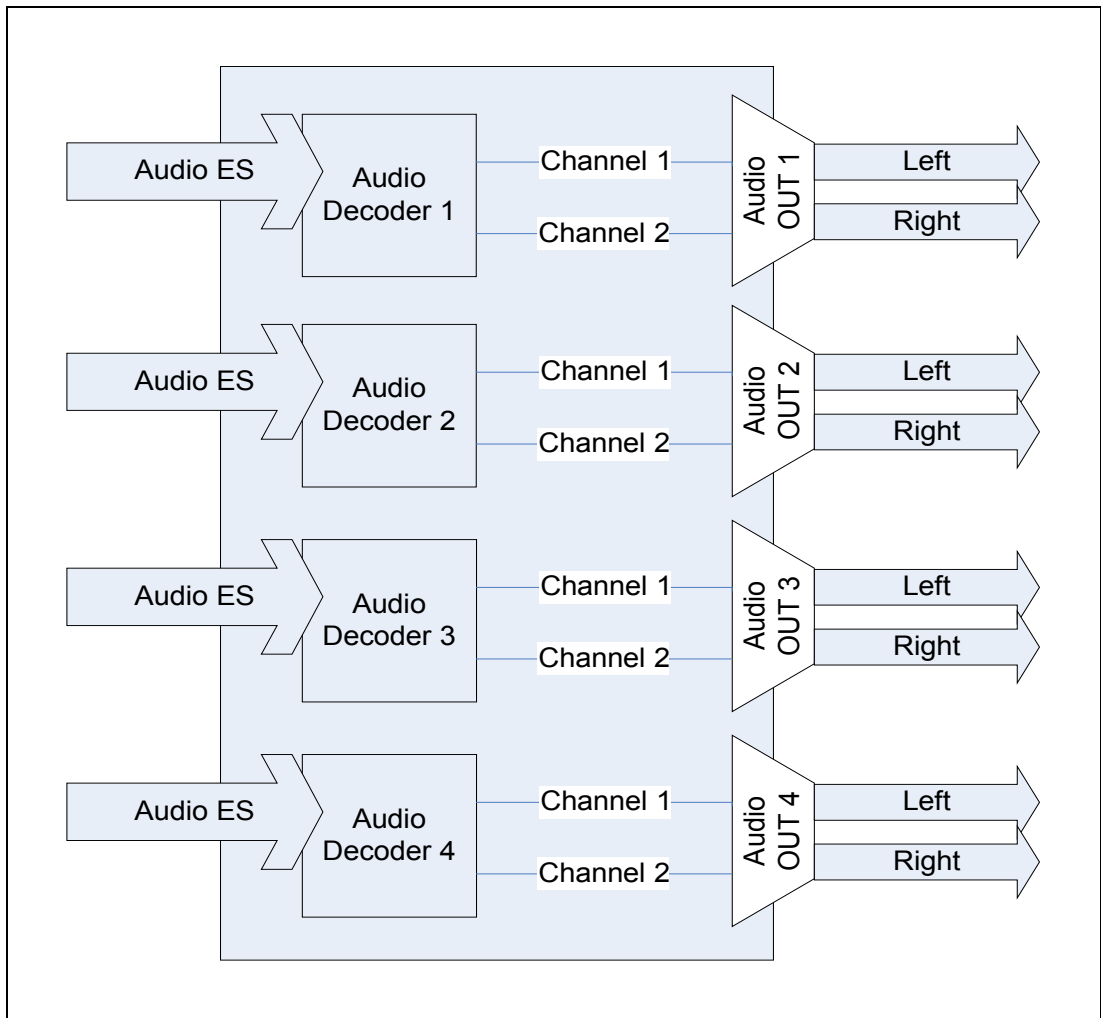 Audio ES
Audio
Decoder 1
Channel 1
Channel 2
Audio
OUT 1
Left
Right
Audio ES
Audio
Decoder 2
Channel 1
Channel 2
Audio
OUT 2
Left
Right
Audio ES
Audio
Decoder 3
Channel 1
Channel 2
Audio
OUT 3
Left
Right
Audio ES
Audio
Decoder 4
Channel 1
Channel 2
Audio
OUT 4
Left
Right